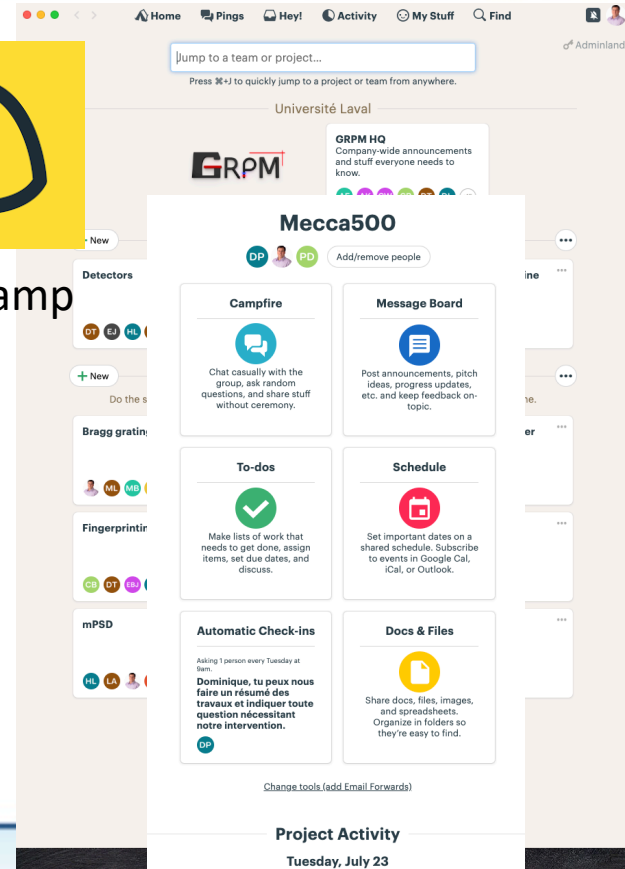 Home Pings Hey! Activity My Stuff Find
Adminland
Jump to a team or project...
Press ⌘+J to quickly jump to a project or team from anywhere.
Université Laval
GRPM
GRPM HQ
Company-wide announcements
and stuff everyone needs to
know.
Mecca500
DP PD Add/remove people
New
amp
Detectors
ine
DT EJ HL
Campfire
Chat casually with the
group, ask random
questions, and share stuff
without ceremony.
Message Board
Post announcements, pitch
ideas, progress updates,
etc. and keep feedback on-
topic.
+ New
Do the s
ne.
Bragg gratin
er
ML MB
To-dos
Make lists of work that
needs to get done, assign
items, set due dates, and
discuss.
Schedule
Set important dates on a
shared schedule. Subscribe
to events in Google Cal,
iCal, or Outlook.
Fingerprintin
CB DT EBJ
mPSD
HL LA
Automatic Check-ins
Asking 1 person every Tuesday at
9am.
Dominique, tu peux nous
faire un résumé des
travaux et indiquer toute
question nécessitant
notre intervention.
DP
Docs & Files
Share docs, files, images,
and spreadsheets.
Organize in folders so
they're easy to find.
Change tools (add Email Forwards)
Project Activity
Tuesday, July 23